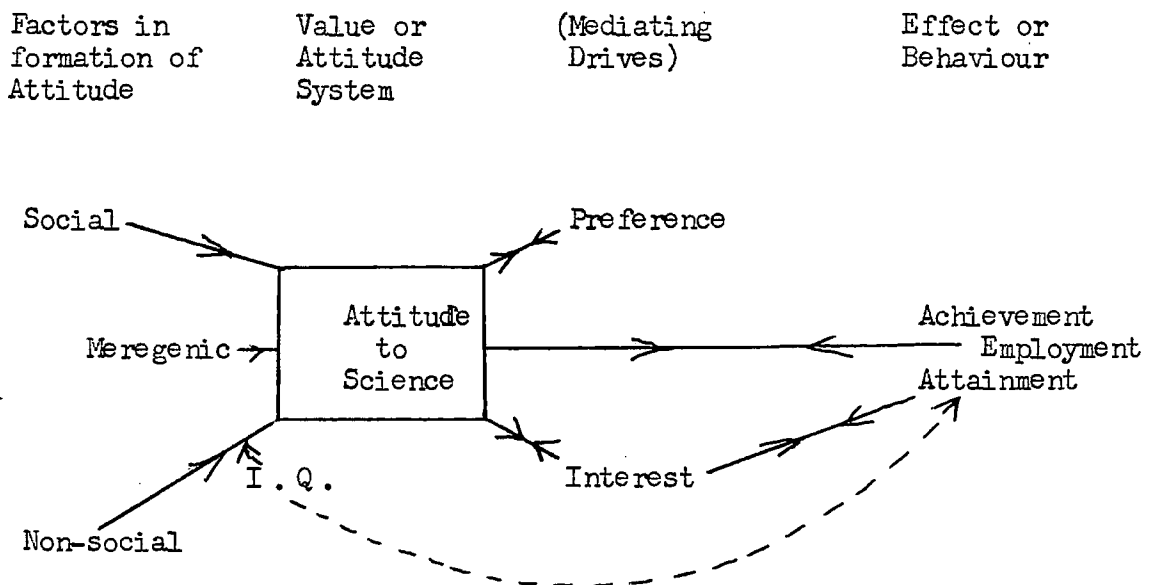 Factors in
formation of
Attitude
Value or
Attitude
System
(Mediating
Drives)
Effect or
Behaviour
Social
Preference
Meregenic
Attitude
to
Science
Achievement
Employment
Attainment
I.Q.
Interest
Non-social